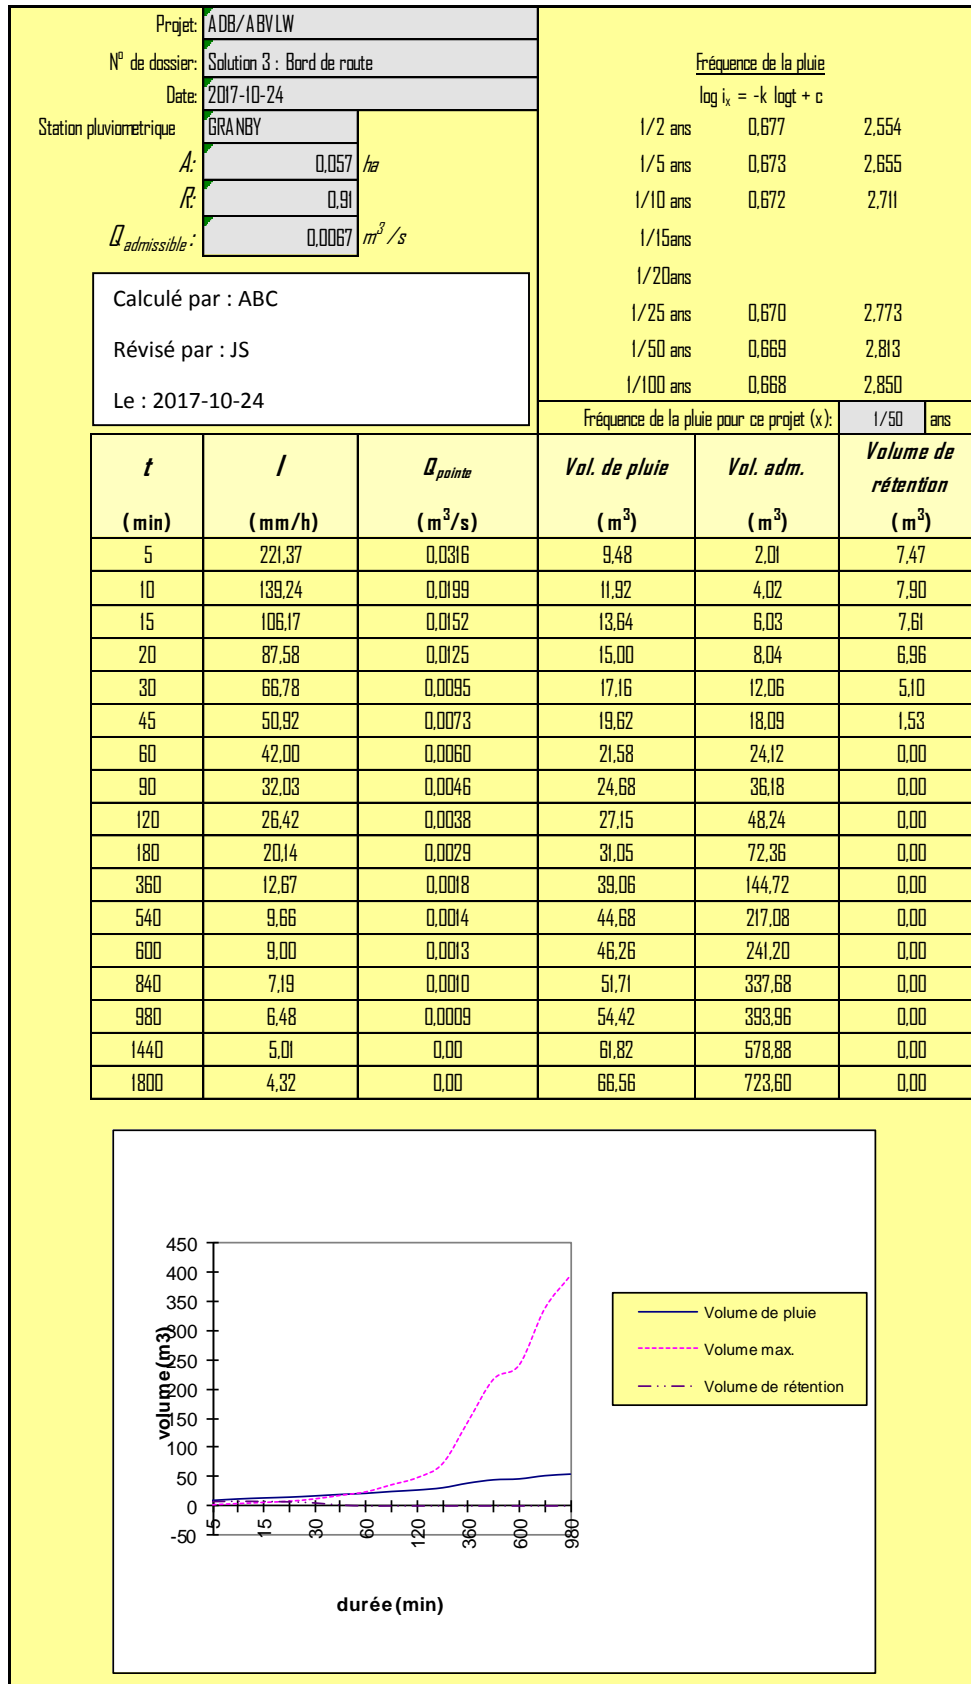 Projet: ADB/ABVLW
N° de dossier: Solution 3 : Bord de route
Date: 2017-10-24
Station pluviometrique GRANBY
A: 0,057 ha
R: 0,91
Q admissible : 0,0067 m³/s
Calculé par : ABC
Révisé par : JS
Le : 2017-10-24
Fréquence de la pluie
log iₓ = -k logt + c
1/2 ans 0,677 2,554
1/5 ans 0,673 2,655
1/10 ans 0,672 2,711
1/15ans
1/20ans
1/25 ans 0,670 2,773
1/50 ans 0,669 2,813
1/100 ans 0,668 2,850
Fréquence de la pluie pour ce projet (x): 1/50 ans
t I Q pointe Vol. de pluie Vol. adm. Volume de rétention
(min) (mm/h) (m³/s) (m³) (m³) (m³)
5 221,37 0,0316 9,48 2,01 7,47
10 139,24 0,0199 11,92 4,02 7,90
15 106,17 0,0152 13,64 6,03 7,61
20 87,58 0,0125 15,00 8,04 6,96
30 66,78 0,0095 17,16 12,06 5,10
45 50,92 0,0073 19,62 18,09 1,53
60 42,00 0,0060 21,58 24,12 0,00
90 32,03 0,0046 24,68 36,18 0,00
120 26,42 0,0038 27,15 48,24 0,00
180 20,14 0,0029 31,05 72,36 0,00
360 12,67 0,0018 39,06 144,72 0,00
540 9,66 0,0014 44,68 217,08 0,00
600 9,00 0,0013 46,26 241,20 0,00
840 7,19 0,0010 51,71 337,68 0,00
980 6,48 0,0009 54,42 393,96 0,00
1440 5,01 0,00 61,82 578,88 0,00
1800 4,32 0,00 66,56 723,60 0,00
450
400
350
300
250
200
150
100
50
0
-50
volume (m3)
5 15 30 60 120 360 600 980
durée (min)
Volume de pluie
Volume max.
Volume de rétention